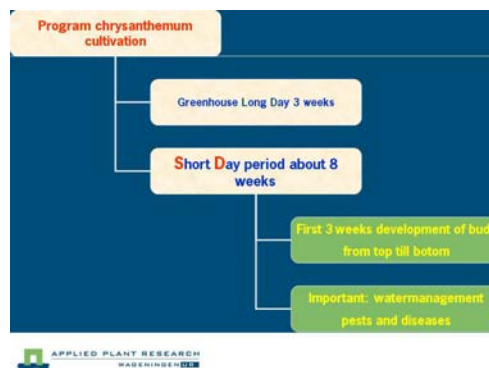 Program chrysanthemum
cultivation
Greenhouse Long Day 3 weeks
Short Day period about 8
weeks
First 3 weeks development of bud
from top till botom
Important: watermanagement
pests and diseases
APPLIED PLANT RESEARCH
WAGENINGEN UR